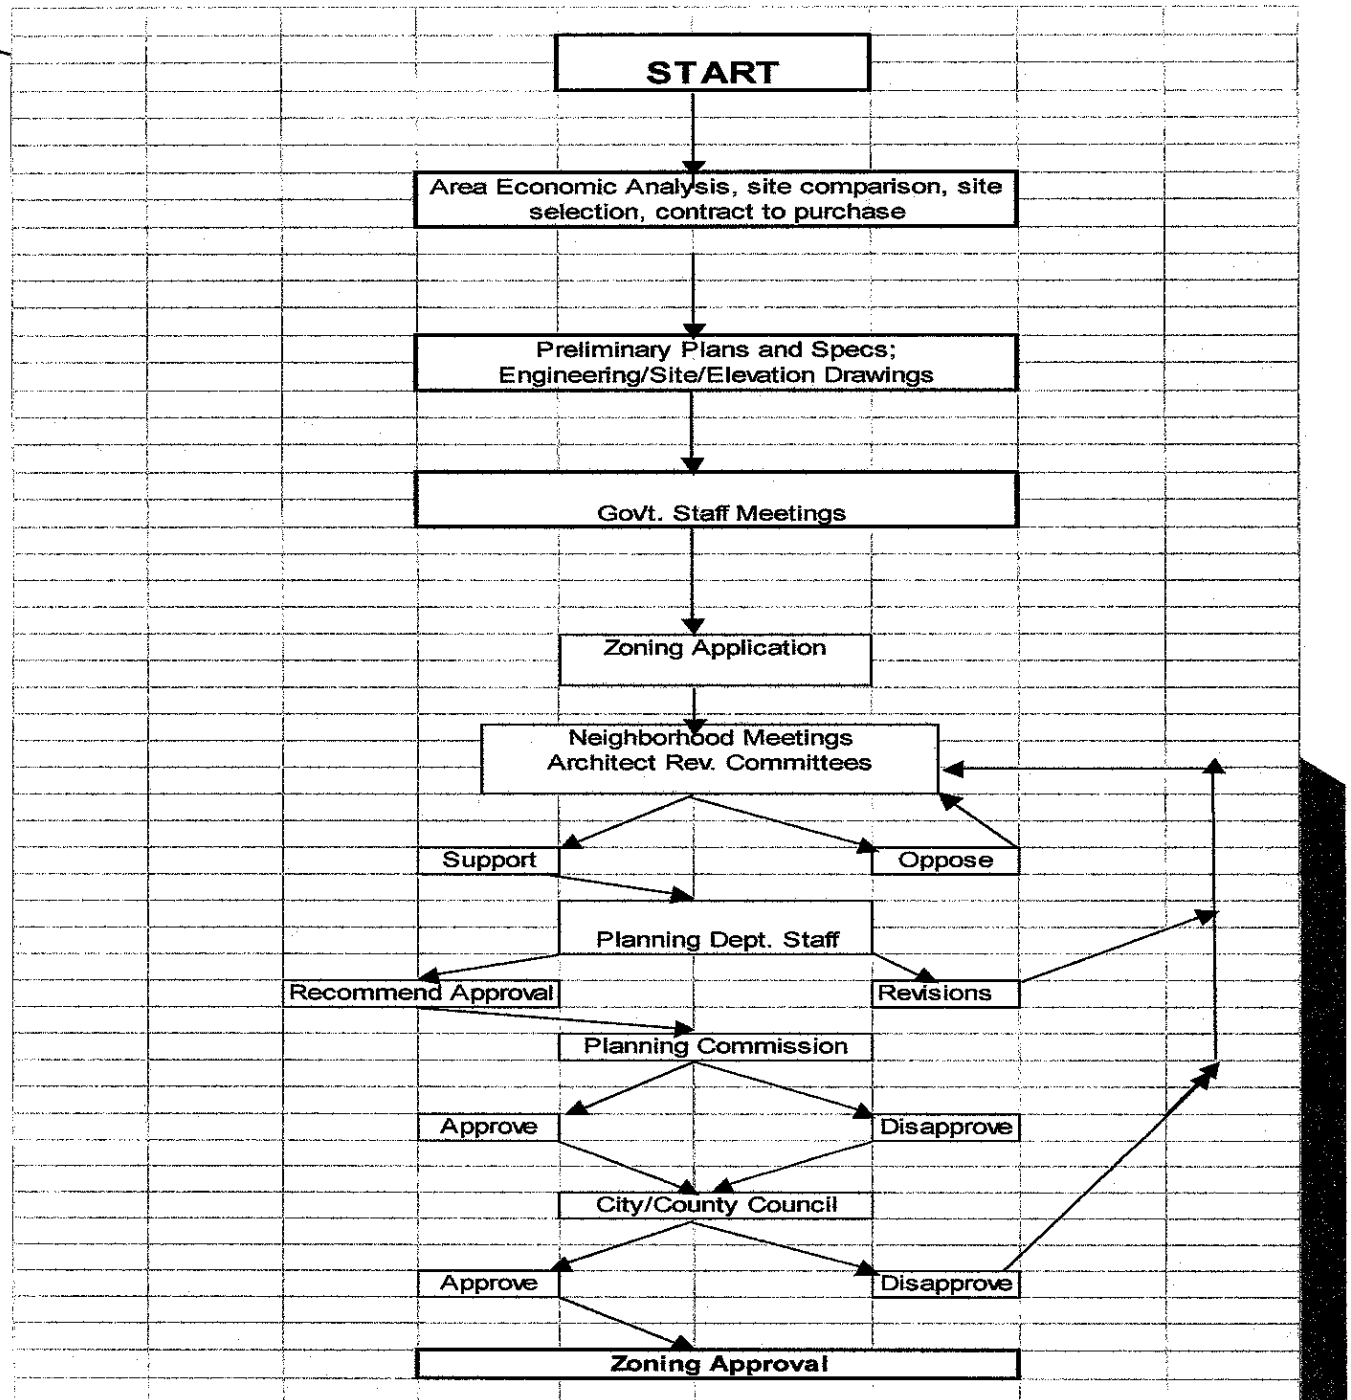 START
Area Economic Analysis, site comparison, site
selection, contract to purchase
Preliminary Plans and Specs;
Engineering/Site/Elevation Drawings
Gov't. Staff Meetings
Zoning Application
Neighborhood Meetings
Architect Rev. Committees
Support
Oppose
Planning Dept. Staff
Recommend Approval
Revisions
Planning Commission
Approve
Disapprove
City/County Council
Approve
Disapprove
Zoning Approval